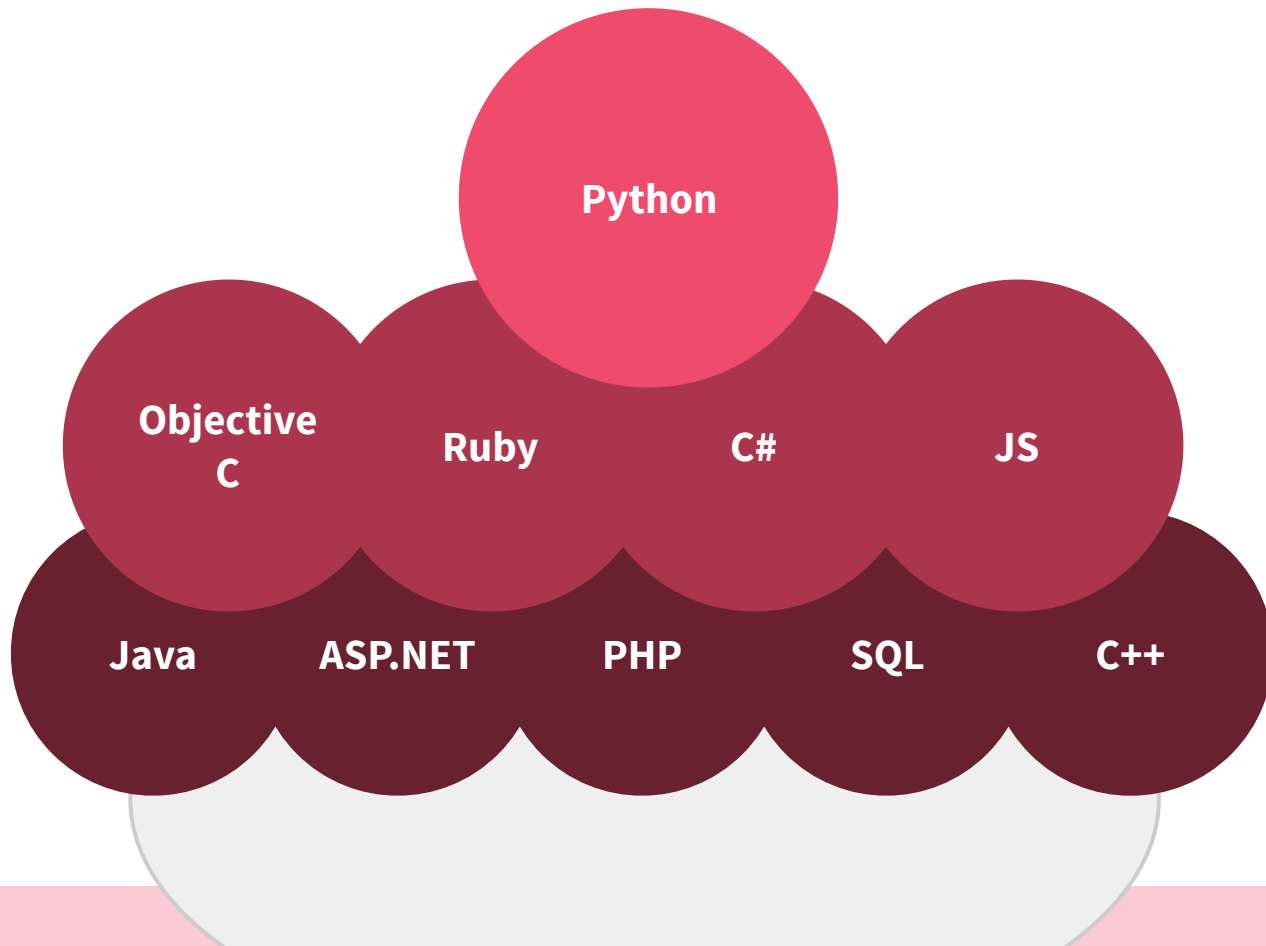 Python
Objective
C
Ruby
C#
JS
Java
ASP.NET
PHP
SQL
C++